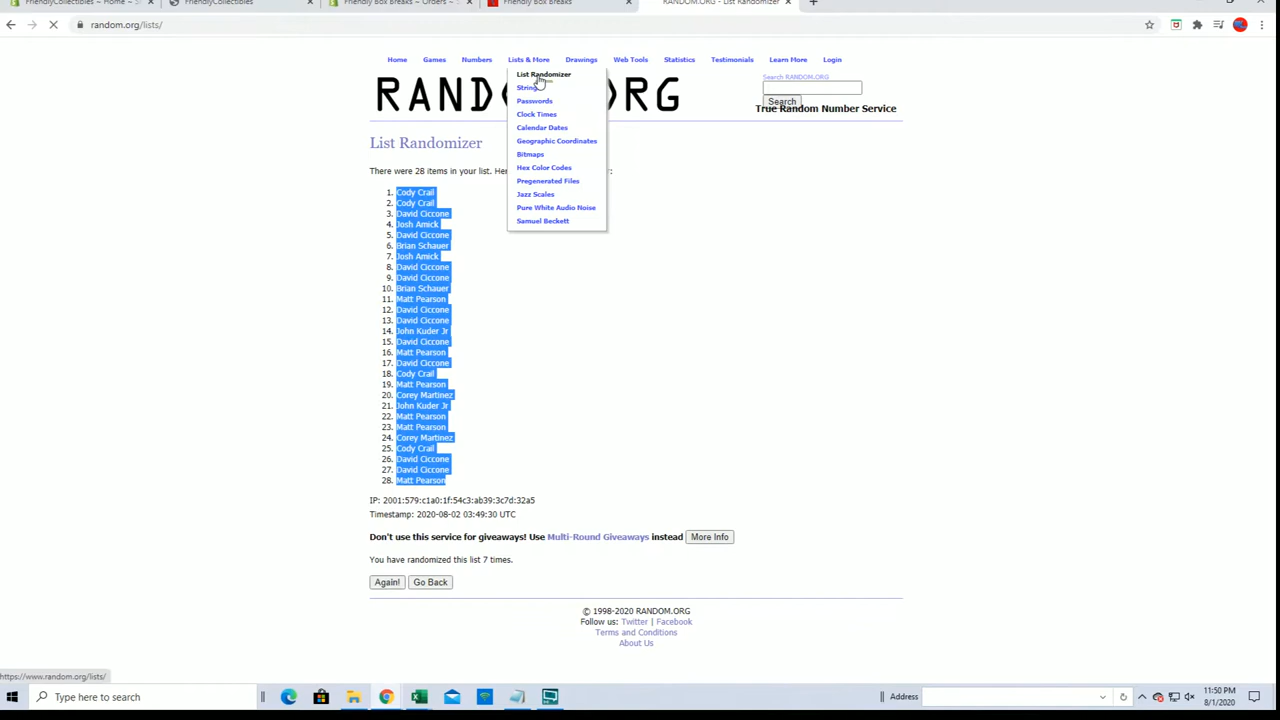 FriendlyCollectibles ~ Home ~ S
FriendlyCollectibles
Friendly Box Breaks ~ Orders ~ S
Friendly Box Breaks
RANDOM.ORG - List Randomizer
random.org/lists/
Home Games Numbers Lists & More Drawings Web Tools Statistics Testimonials Learn More Login
List Randomizer
Strings
Passwords
Clock Times
Calendar Dates
Geographic Coordinates
Bitmaps
Hex Color Codes
Pregenerated Files
Jazz Scales
Pure White Audio Noise
Samuel Beckett
Search RANDOM.ORG
Search
True Random Number Service
List Randomizer
There were 28 items in your list. Her
1. Cody Crail
2. Cody Crail
3. David Ciccone
4. Josh Amick
5. David Ciccone
6. Brian Schauer
7. Josh Amick
8. David Ciccone
9. David Ciccone
10. Brian Schauer
11. Matt Pearson
12. David Ciccone
13. David Ciccone
14. John Kuder Jr
15. David Ciccone
16. Matt Pearson
17. David Ciccone
18. Cody Crail
19. Matt Pearson
20. Corey Martinez
21. John Kuder Jr
22. Matt Pearson
23. Matt Pearson
24. Corey Martinez
25. Cody Crail
26. David Ciccone
27. David Ciccone
28. Matt Pearson
IP: 2001:579:c1a0:1f:54c3:ab39:3c7d:32a5
Timestamp: 2020-08-02 03:49:30 UTC
Don't use this service for giveaways! Use Multi-Round Giveaways instead More Info
You have randomized this list 7 times.
Again! Go Back
© 1998-2020 RANDOM.ORG
Follow us: Twitter | Facebook
Terms and Conditions
About Us
https://www.random.org/lists/
Type here to search
Address
11:50 PM
8/1/2020